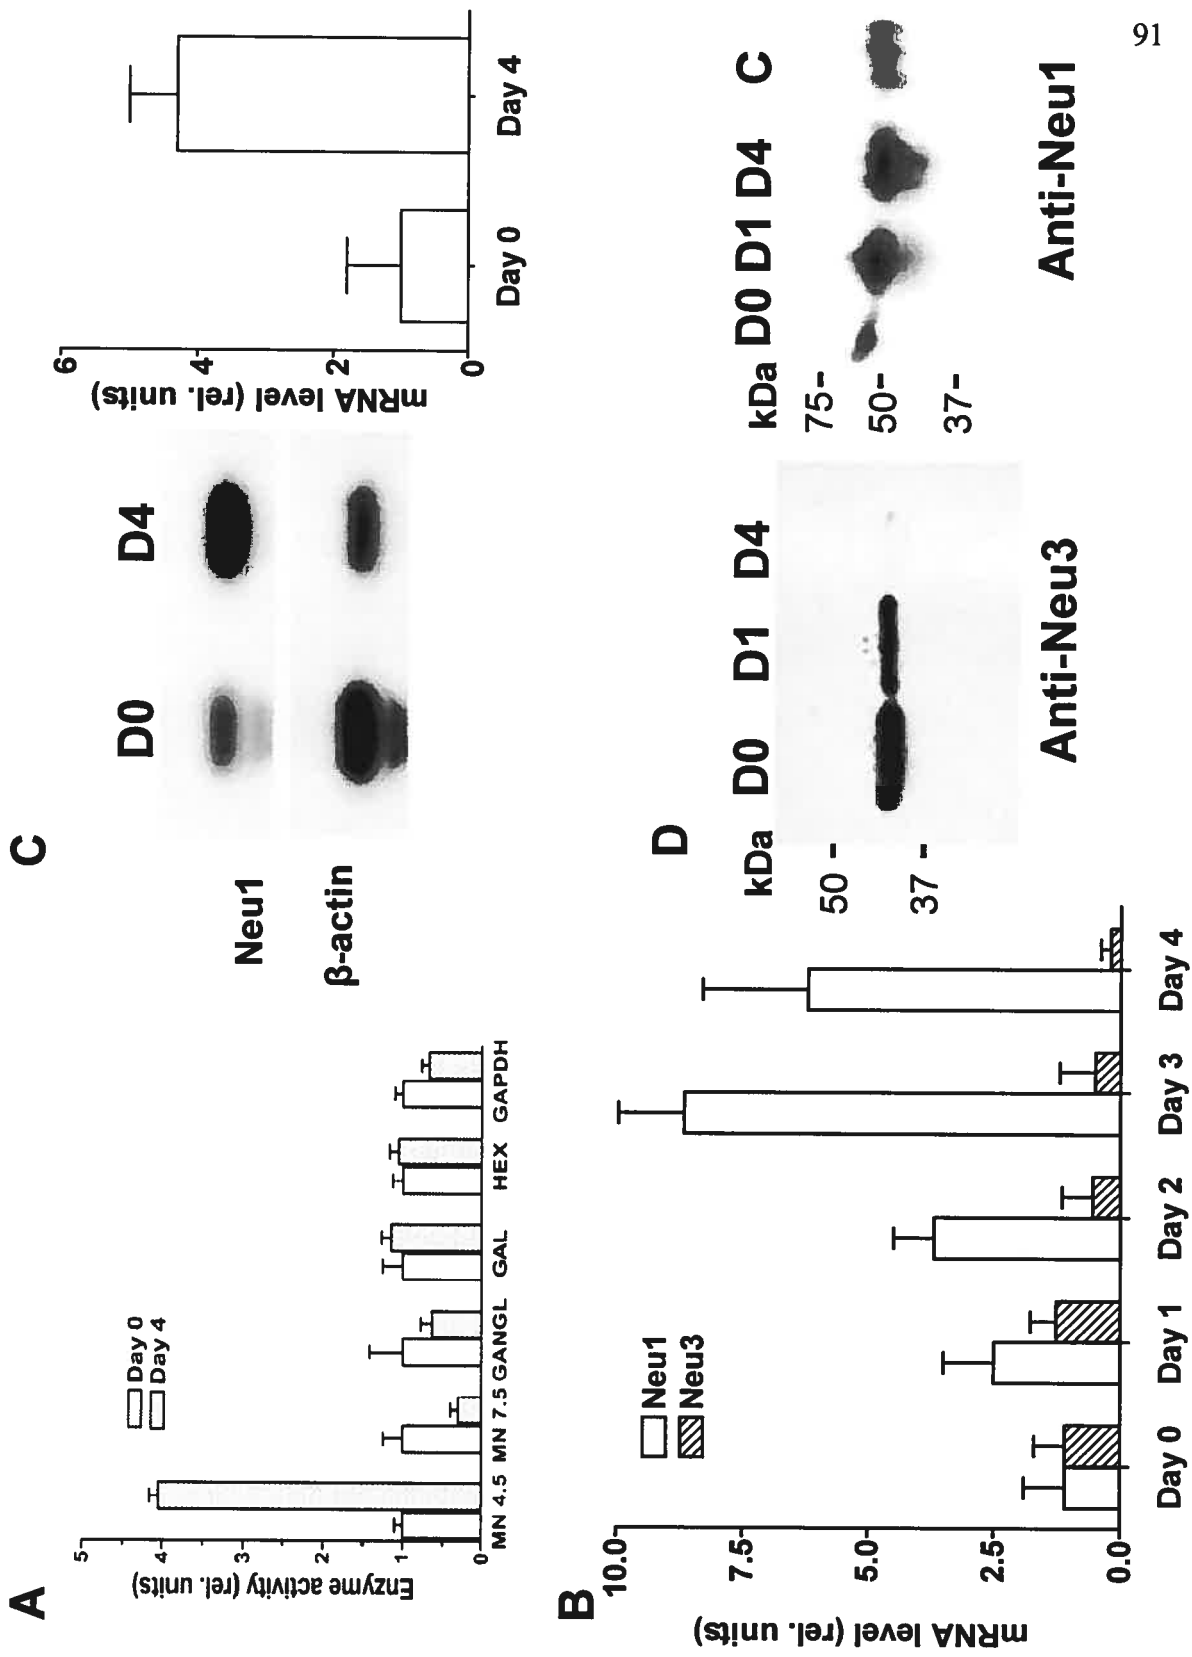 A
Enzyme activity (rel. units)
5
4
3
2
1
0
Day 0
Day 4
MN 4.5 MN 7.5 GANGL GAL HEX GAPDH
C
D0 D4
Neu1
β-actin
mRNA level (rel. units)
6
4
2
0
Day 0 Day 4
B
mRNA level (rel. units)
10.0
7.5
5.0
2.5
0.0
Neu1
Neu3
Day 0 Day 1 Day 2 Day 3 Day 4
D
kDa D0 D1 D4
50 -
37 -
Anti-Neu3
kDa D0 D1 D4 C
75-
50-
37-
Anti-Neu1
91